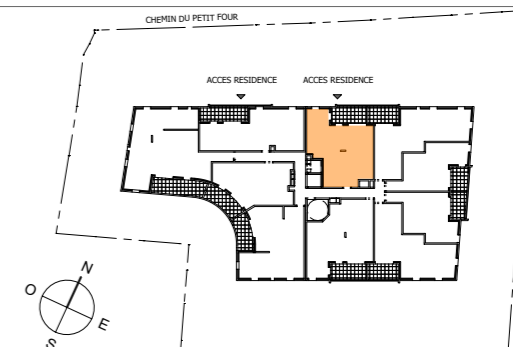 CHEMIN DU PETIT FOUR
ACCES RESIDENCE ACCES RESIDENCE
N
O
E
S